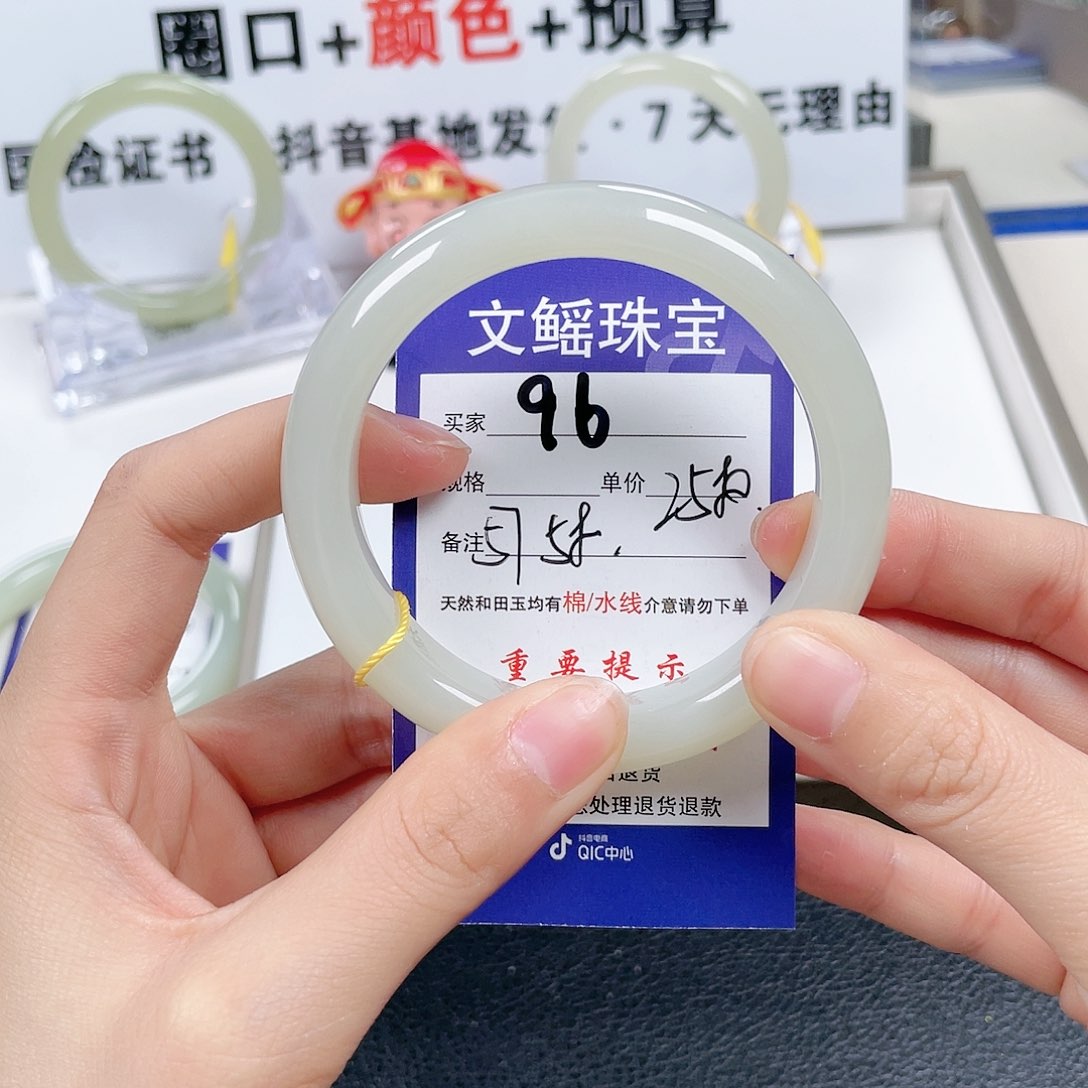 圈口+颜色+预算
国检证书 抖音基地发货·7天无理由
文鳐珠宝
买家 96
规格 单价
备注 57 58.
天然和田玉均有棉/水线介意请勿下单
重要提示
退货
处理退货退款
抖音电商
QIC中心